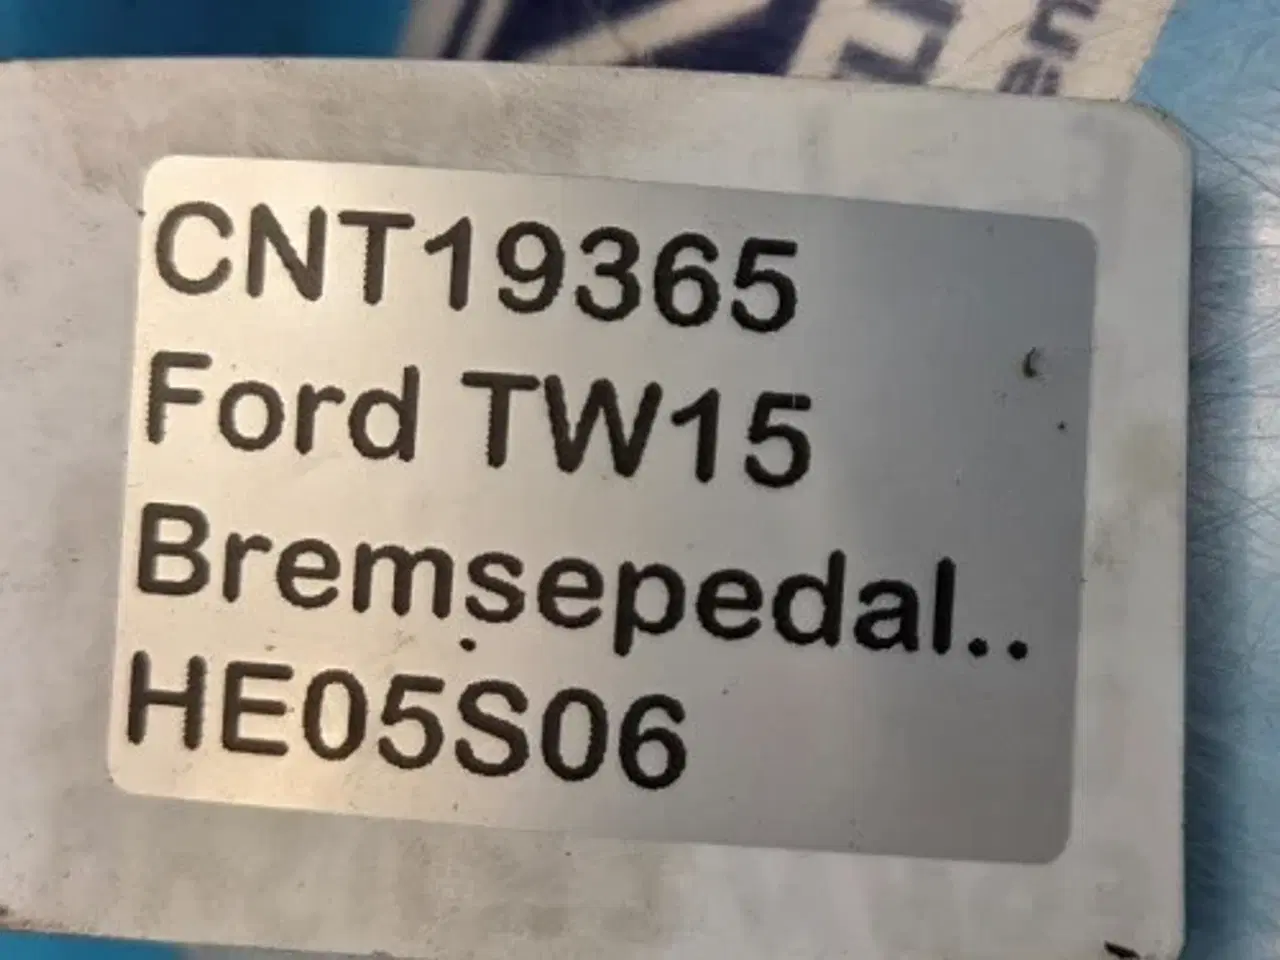 CNT19365
Ford TW15
Bremsepedal..
HE05S06